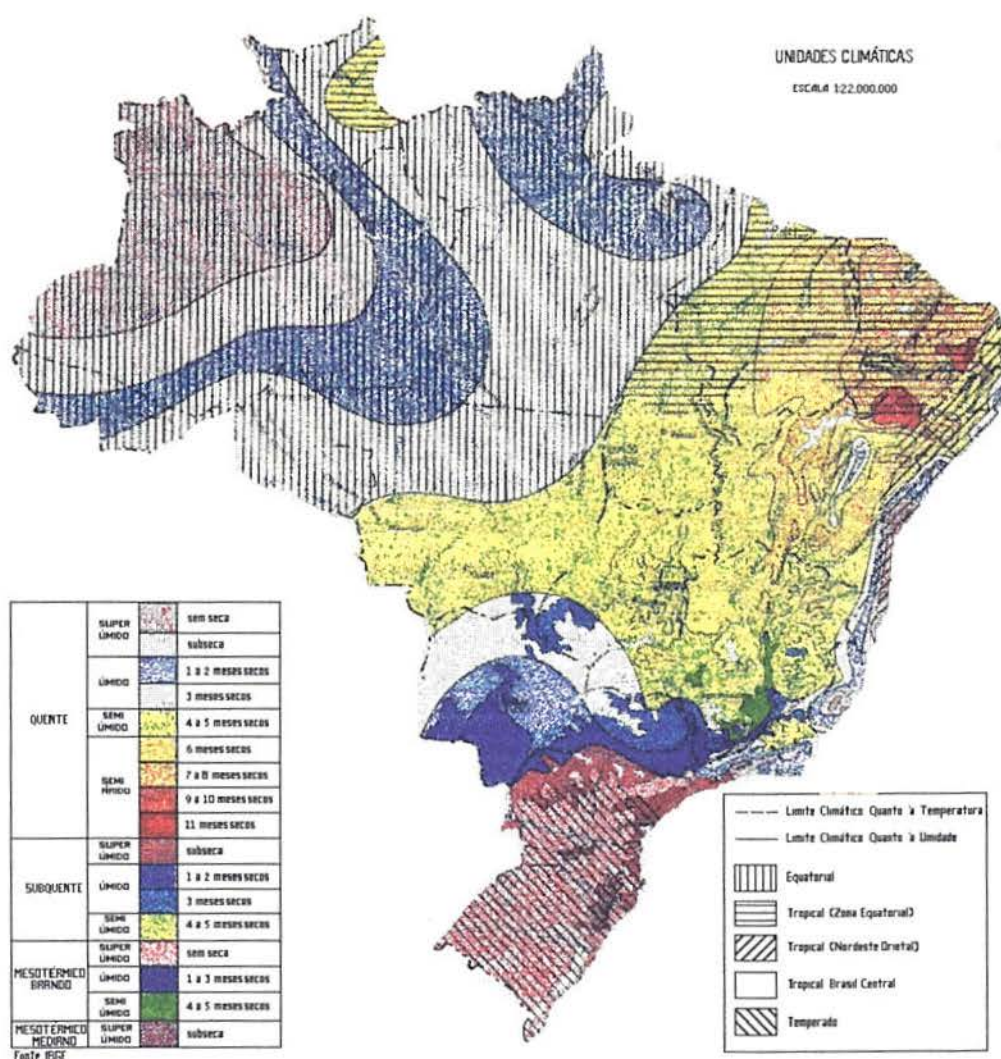 UNIDADES CLIMÁTICAS
ESCALA 1:22.000.000
QUENTE
SUPER ÚMIDO
sem seca
subseca
ÚMIDO
1 a 2 meses secos
3 meses secos
SEMI ÚMIDO
4 a 5 meses secos
SEMI ÁRIDO
6 meses secos
7 a 8 meses secos
9 a 10 meses secos
11 meses secos
SUBQUENTE
SUPER ÚMIDO
subseca
ÚMIDO
1 a 2 meses secos
3 meses secos
SEMI ÚMIDO
4 a 5 meses secos
MESOTÉRMICO
BRANDO
SUPER ÚMIDO
sem seca
ÚMIDO
1 a 3 meses secos
SEMI ÚMIDO
4 a 5 meses secos
MESOTÉRMICO
MEDIANO
SUPER ÚMIDO
subseca
Fonte IBGE
Limite Climático Quanto à Temperatura
Limite Climático Quanto à Umidade
Equatorial
Tropical (Zona Equatorial)
Tropical (Nordeste Orietal)
Tropical Brasil Central
Temperado